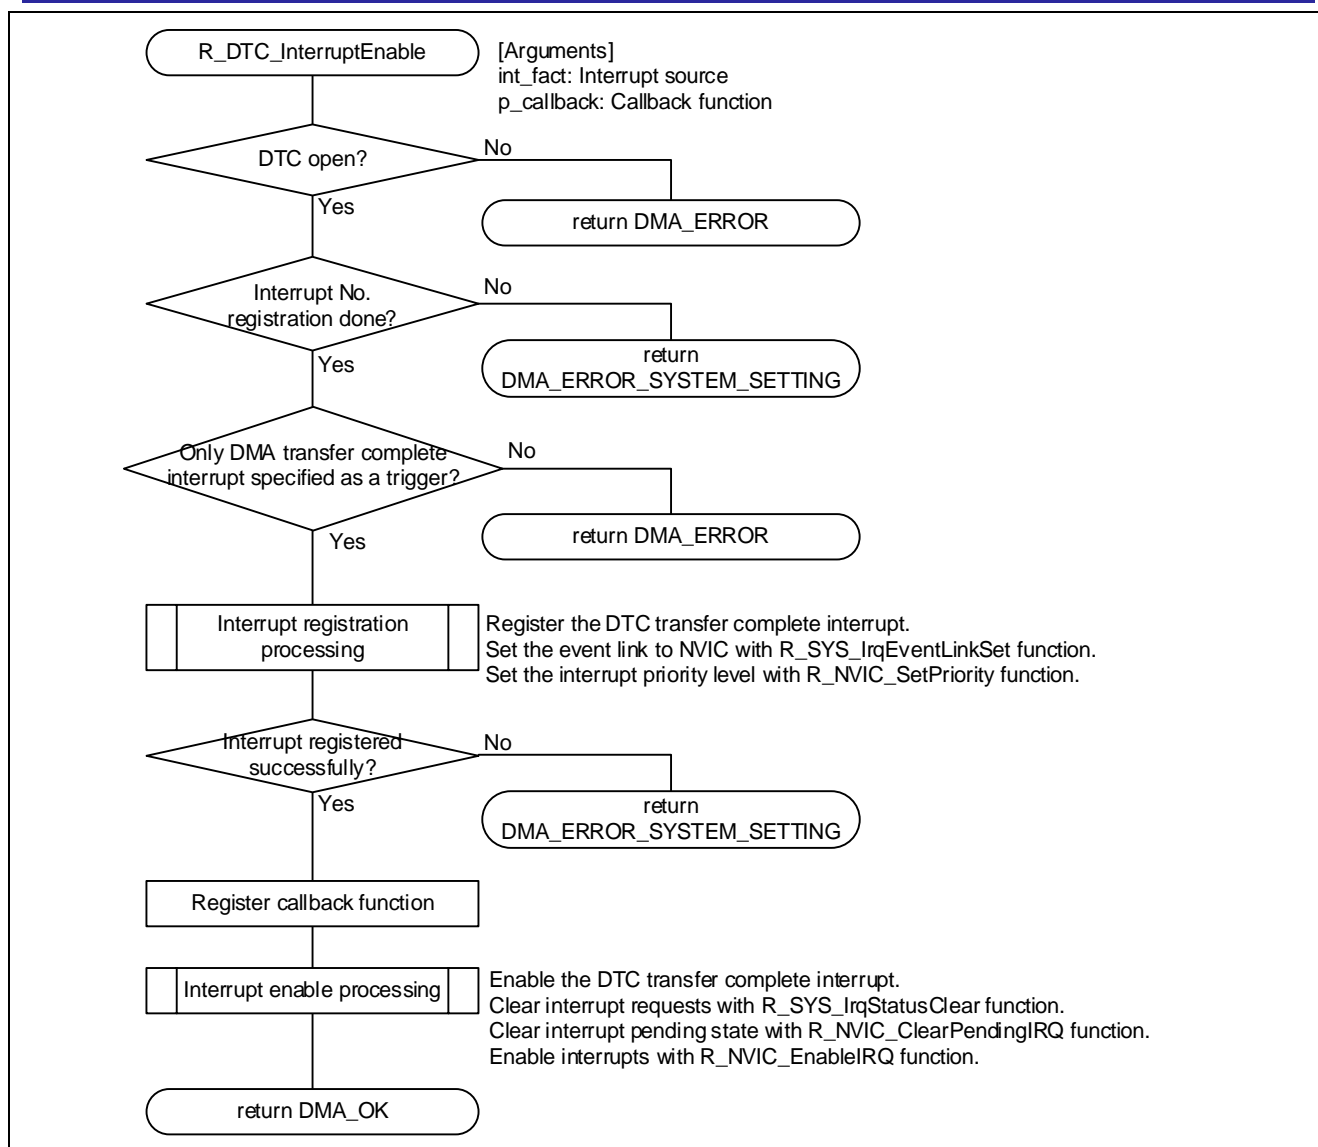 R_DTC_InterruptEnable
[Arguments]
int_fact: Interrupt source
p_callback: Callback function
DTC open?
No
Yes
return DMA_ERROR
Interrupt No.
registration done?
No
Yes
return
DMA_ERROR_SYSTEM_SETTING
Only DMA transfer complete
interrupt specified as a trigger?
No
Yes
return DMA_ERROR
Interrupt registration
processing
Register the DTC transfer complete interrupt.
Set the event link to NVIC with R_SYS_IrqEventLinkSet function.
Set the interrupt priority level with R_NVIC_SetPriority function.
Interrupt registered
successfully?
No
Yes
return
DMA_ERROR_SYSTEM_SETTING
Register callback function
Interrupt enable processing
Enable the DTC transfer complete interrupt.
Clear interrupt requests with R_SYS_IrqStatusClear function.
Clear interrupt pending state with R_NVIC_ClearPendingIRQ function.
Enable interrupts with R_NVIC_EnableIRQ function.
return DMA_OK